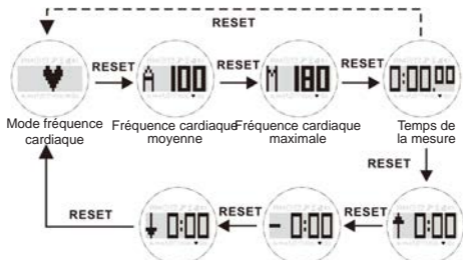 RESET
RESET
RESET
RESET
A 100
M 180
0:00.00
Mode fréquence
cardiaque
Fréquence cardiaque
moyenne
Fréquence cardiaque
maximale
Temps de
la mesure
RESET
RESET
RESET
RESET
↓ 0:00
– 0:00
↑ 0:00